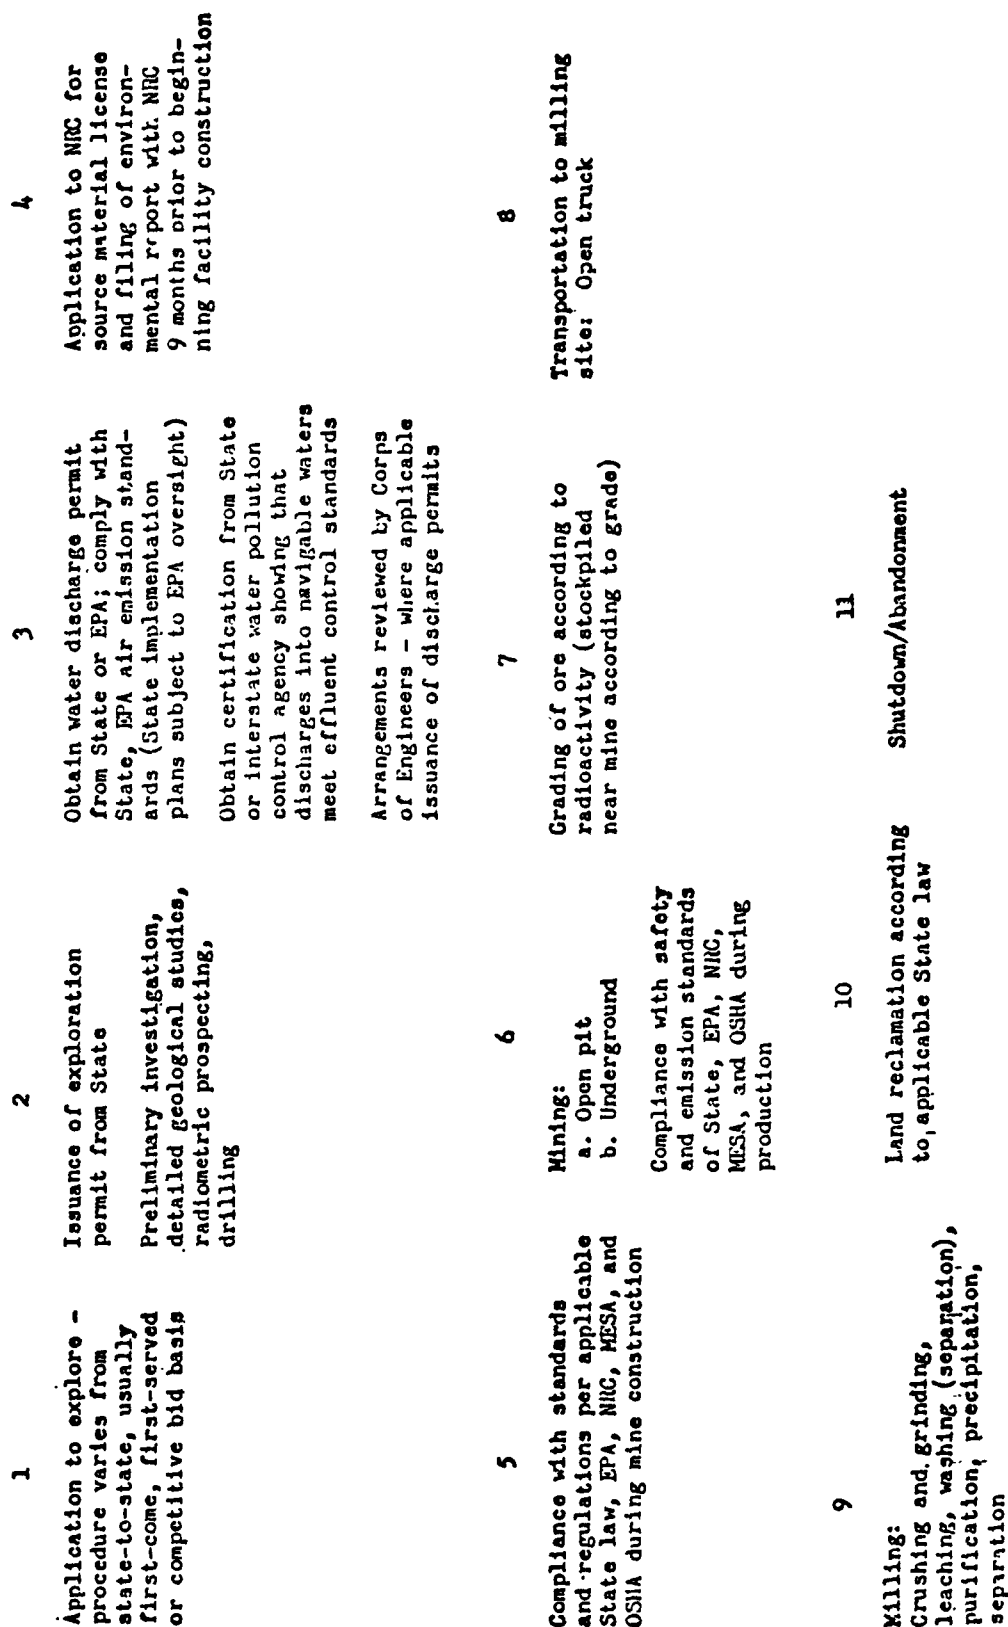 1
Application to explore –
procedure varies from
state-to-state, usually
first-come, first-served
or competitive bid basis
2
Issuance of exploration
permit from State
Preliminary investigation,
detailed geological studies,
radiometric prospecting,
drilling
3
Obtain water discharge permit
from State or EPA; comply with
State, EPA air emission stand-
ards (State implementation
plans subject to EPA oversight)
Obtain certification from State
or interstate water pollution
control agency showing that
discharges into navigable waters
meet effluent control standards
Arrangements reviewed by Corps
of Engineers – where applicable
issuance of discharge permits
4
Application to NRC for
source material license
and filing of environ-
mental report with NRC
9 months prior to begin-
ning facility construction
5
Compliance with standards
and regulations per applicable
State law, EPA, NRC, MESA, and
OSHA during mine construction
6
Mining:
a. Open pit
b. Underground
Compliance with safety
and emission standards
of State, EPA, NRC,
MESA, and OSHA during
production
7
Grading of ore according to
radioactivity (stockpiled
near mine according to grade)
8
Transportation to milling
site: Open truck
9
Milling:
Crushing and grinding,
leaching, washing (separation),
purification, precipitation,
separation
10
Land reclamation according
to applicable State law
11
Shutdown/Abandonment